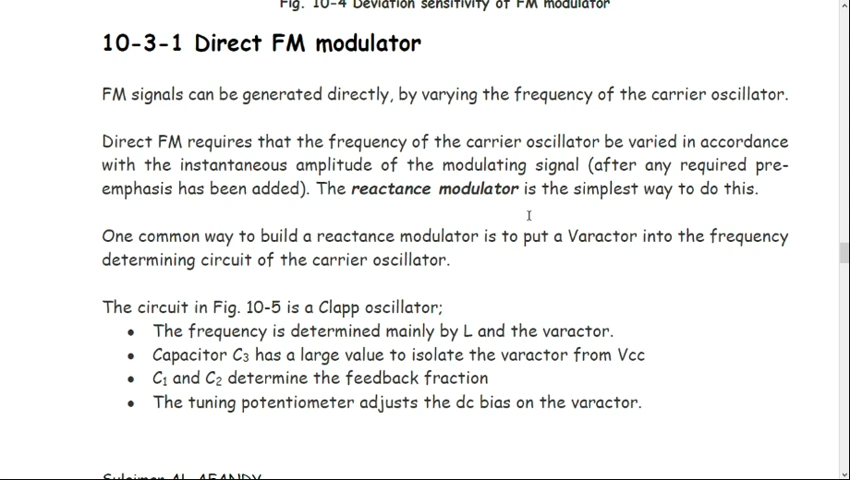 Fig. 10-4 Deviation sensitivity of FM modulator
10-3-1 Direct FM modulator
FM signals can be generated directly, by varying the frequency of the carrier oscillator.
Direct FM requires that the frequency of the carrier oscillator be varied in accordance
with the instantaneous amplitude of the modulating signal (after any required pre-
emphasis has been added). The reactance modulator is the simplest way to do this.
One common way to build a reactance modulator is to put a Varactor into the frequency
determining circuit of the carrier oscillator.
The circuit in Fig. 10-5 is a Clapp oscillator;
• The frequency is determined mainly by L and the varactor.
• Capacitor C₃ has a large value to isolate the varactor from Vcc
• C₁ and C₂ determine the feedback fraction
• The tuning potentiometer adjusts the dc bias on the varactor.
Suleiman AL-AFANDY